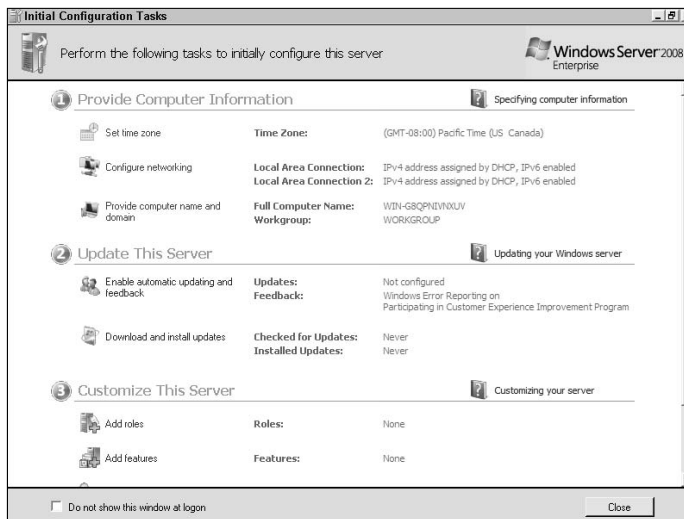 Initial Configuration Tasks
Perform the following tasks to initially configure this server
Windows Server 2008
Enterprise
1 Provide Computer Information
Specifying computer information
Set time zone
Time Zone:
(GMT-08:00) Pacific Time (US Canada)
Configure networking
Local Area Connection:
IPv4 address assigned by DHCP, IPv6 enabled
Local Area Connection 2:
IPv4 address assigned by DHCP, IPv6 enabled
Provide computer name and
domain
Full Computer Name:
WIN-G8QPNIVNXUV
Workgroup:
WORKGROUP
2 Update This Server
Updating your Windows server
Enable automatic updating and
feedback
Updates:
Not configured
Feedback:
Windows Error Reporting on
Participating in Customer Experience Improvement Program
Download and install updates
Checked for Updates:
Never
Installed Updates:
Never
3 Customize This Server
Customizing your server
Add roles
Roles:
None
Add features
Features:
None
Do not show this window at logon
Close